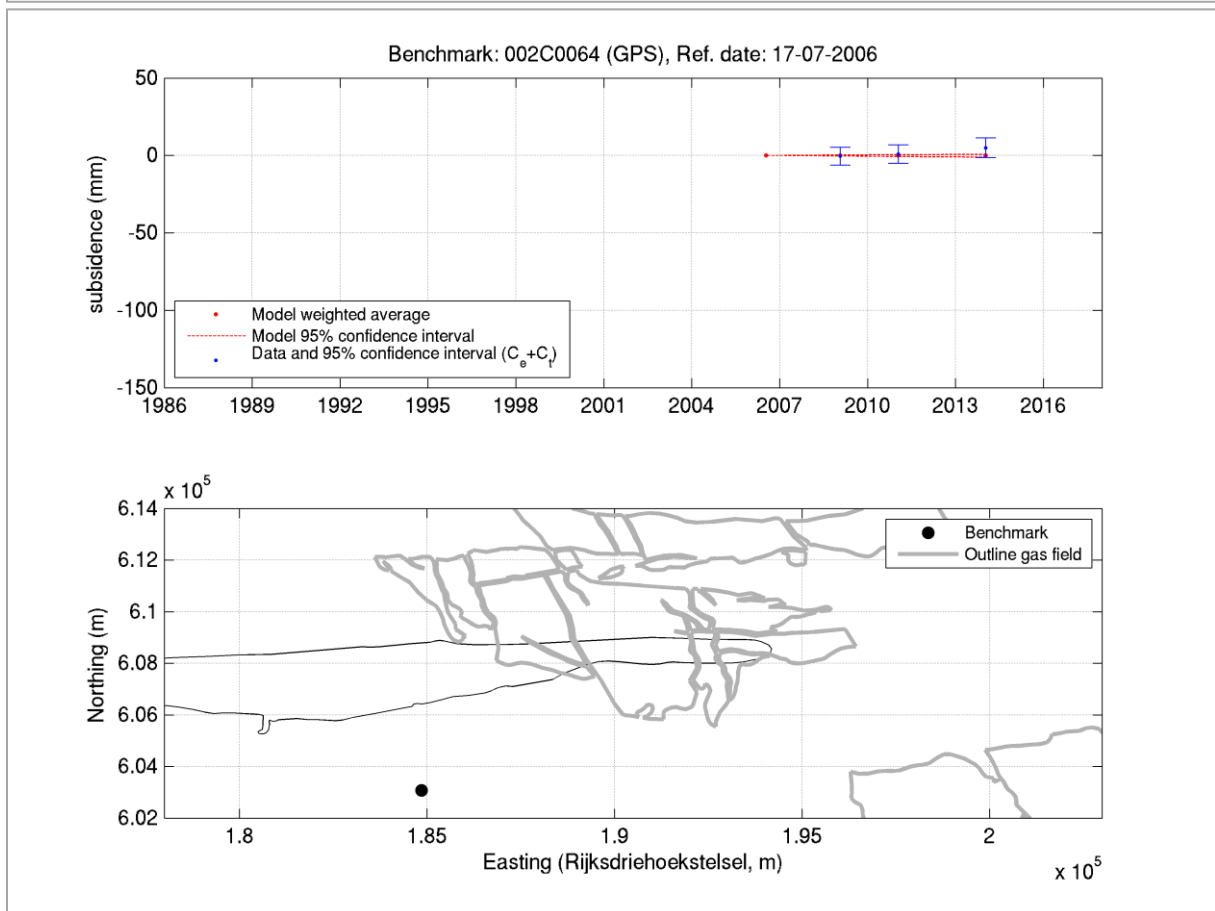 Benchmark: 002C0064 (GPS), Ref. date: 17-07-2006
50
0
-50
-100
-150
subsidence (mm)
Model weighted average
Model 95% confidence interval
Data and 95% confidence interval (C_e+C_t)
1986 1989 1992 1995 1998 2001 2004 2007 2010 2013 2016
x 10^5
6.14
6.12
6.1
6.08
6.06
6.04
6.02
Northing (m)
Benchmark
Outline gas field
1.8 1.85 1.9 1.95 2
Easting (Rijksdriehoekstelsel, m)
x 10^5